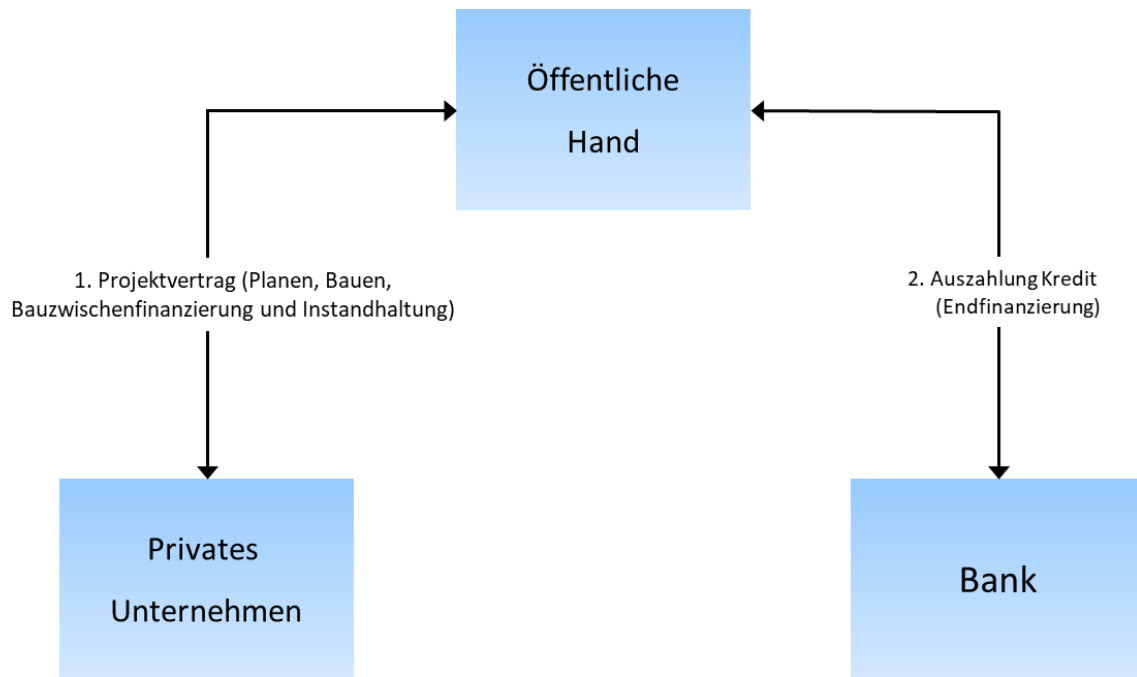 Öffentliche
Hand
1. Projektvertrag (Planen, Bauen,
Bauzwischenfinanzierung und Instandhaltung)
2. Auszahlung Kredit
(Endfinanzierung)
Privates
Unternehmen
Bank